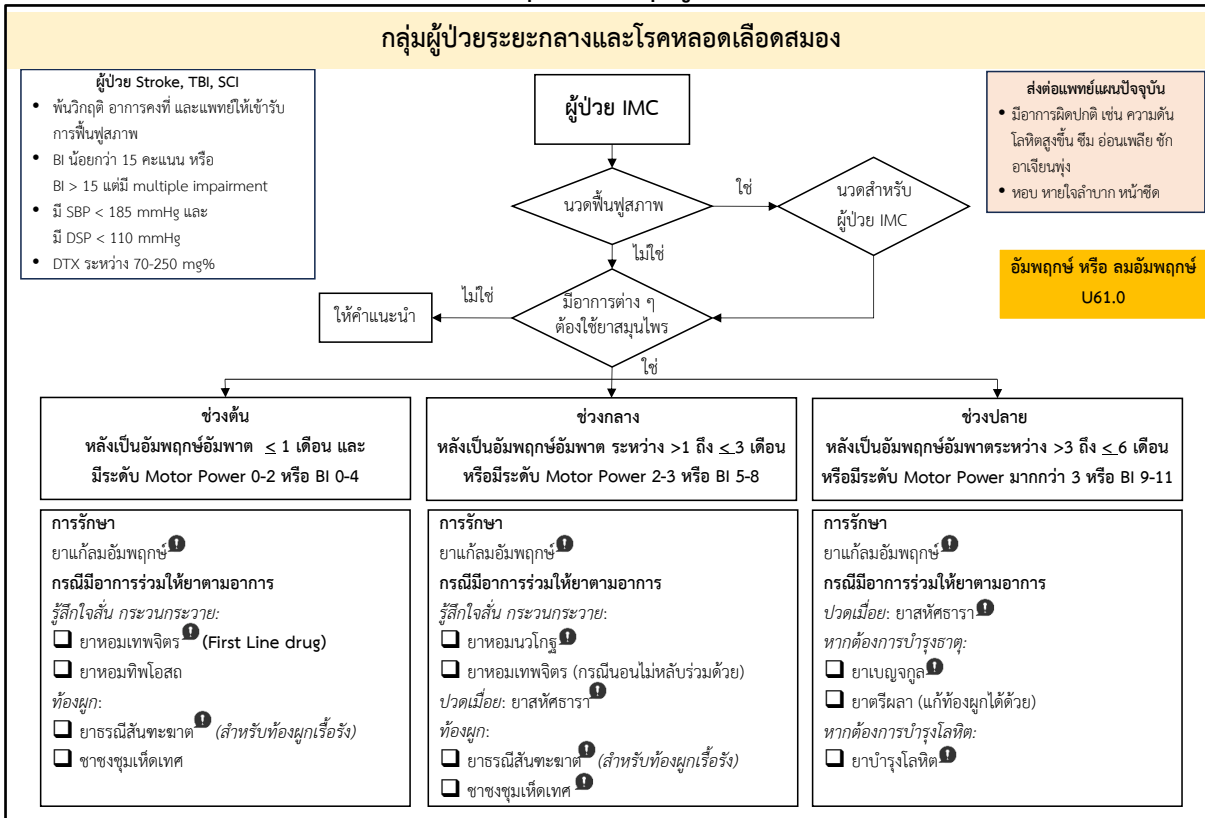 กลุ่มผู้ป่วยระยะกลางและโรคหลอดเลือดสมอง
ผู้ป่วย Stroke, TBI, SCI
• พ้นวิกฤติ อาการคงที่ และแพทย์ให้เข้ารับ
การฟื้นฟูสภาพ
• BI น้อยกว่า 15 คะแนน หรือ
BI > 15 แต่มี multiple impairment
• มี SBP < 185 mmHg และ
มี DSP < 110 mmHg
• DTX ระหว่าง 70-250 mg%
ผู้ป่วย IMC
ส่งต่อแพทย์แผนปัจจุบัน
• มีอาการผิดปกติ เช่น ความดัน
โลหิตสูงขึ้น ซึม อ่อนเพลีย ชัก
อาเจียนพุ่ง
• หอบ หายใจลำบาก หน้าซีด
นวดฟื้นฟูสภาพ
ใช่
นวดสำหรับ
ผู้ป่วย IMC
ไม่ใช่
อัมพฤกษ์ หรือ ลมอัมพฤกษ์
U61.0
มีอาการต่าง ๆ
ต้องใช้ยาสมุนไพร
ไม่ใช่
ให้คำแนะนำ
ใช่
ช่วงต้น
หลังเป็นอัมพฤกษ์อัมพาต ≤ 1 เดือน และ
มีระดับ Motor Power 0-2 หรือ BI 0-4
การรักษา
ยาแก้ลมอัมพฤกษ์
กรณีมีอาการร่วมให้ยาตามอาการ
รู้สึกใจสั่น กระวนกระวาย:
❑ ยาหอมเทพจิตร (First Line drug)
❑ ยาหอมทิพโอสถ
ท้องผูก:
❑ ยาธรณีสันฑะฆาต (สำหรับท้องผูกเรื้อรัง)
❑ ชาชงชุมเห็ดเทศ
ช่วงกลาง
หลังเป็นอัมพฤกษ์อัมพาต ระหว่าง >1 ถึง ≤ 3 เดือน
หรือมีระดับ Motor Power 2-3 หรือ BI 5-8
การรักษา
ยาแก้ลมอัมพฤกษ์
กรณีมีอาการร่วมให้ยาตามอาการ
รู้สึกใจสั่น กระวนกระวาย:
❑ ยาหอมนวโกฐ
❑ ยาหอมเทพจิตร (กรณีนอนไม่หลับร่วมด้วย)
ปวดเมื่อย: ยาสหัศธารา
ท้องผูก:
❑ ยาธรณีสันฑะฆาต (สำหรับท้องผูกเรื้อรัง)
❑ ชาชงชุมเห็ดเทศ
ช่วงปลาย
หลังเป็นอัมพฤกษ์อัมพาตระหว่าง >3 ถึง ≤ 6 เดือน
หรือมีระดับ Motor Power มากกว่า 3 หรือ BI 9-11
การรักษา
ยาแก้ลมอัมพฤกษ์
กรณีมีอาการร่วมให้ยาตามอาการ
ปวดเมื่อย: ยาสหัศธารา
หากต้องการบำรุงธาตุ:
❑ ยาเบญจกูล
❑ ยาตรีผลา (แก้ท้องผูกได้ด้วย)
หากต้องการบำรุงโลหิต:
❑ ยาบำรุงโลหิต